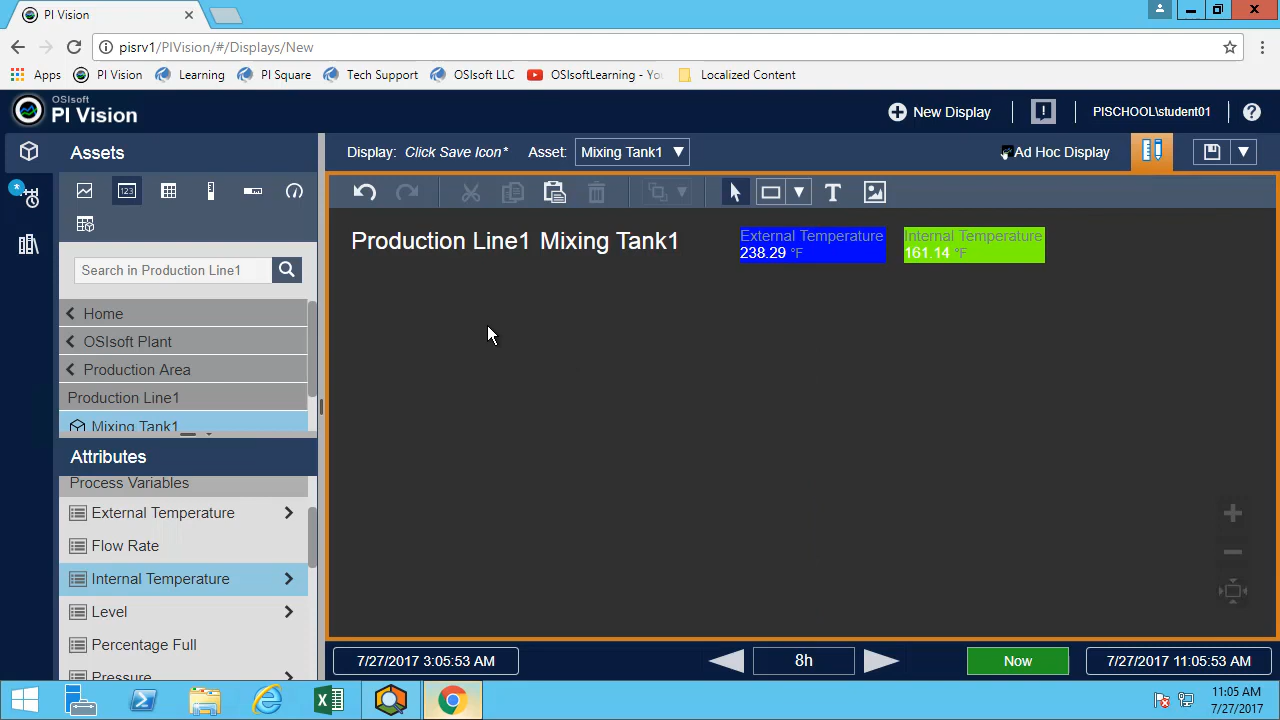 PI Vision
pisrv1/PIVision/#/Displays/New
Apps
PI Vision
Learning
PI Square
Tech Support
OSIsoft LLC
OSIsoftLearning - Yo
Localized Content
OSIsoft
PI Vision
New Display
PISCHOOL\student01
?
Assets
Display: Click Save Icon*
Asset:
Mixing Tank1
Ad Hoc Display
123
T
Production Line1 Mixing Tank1
External Temperature
238.29 °F
Internal Temperature
161.14 °F
Search in Production Line1
Home
OSIsoft Plant
Production Area
Production Line1
Mixing Tank1
Attributes
Process Variables
External Temperature
Flow Rate
Internal Temperature
Level
Percentage Full
Pressure
7/27/2017 3:05:53 AM
8h
Now
7/27/2017 11:05:53 AM
11:05 AM
7/27/2017